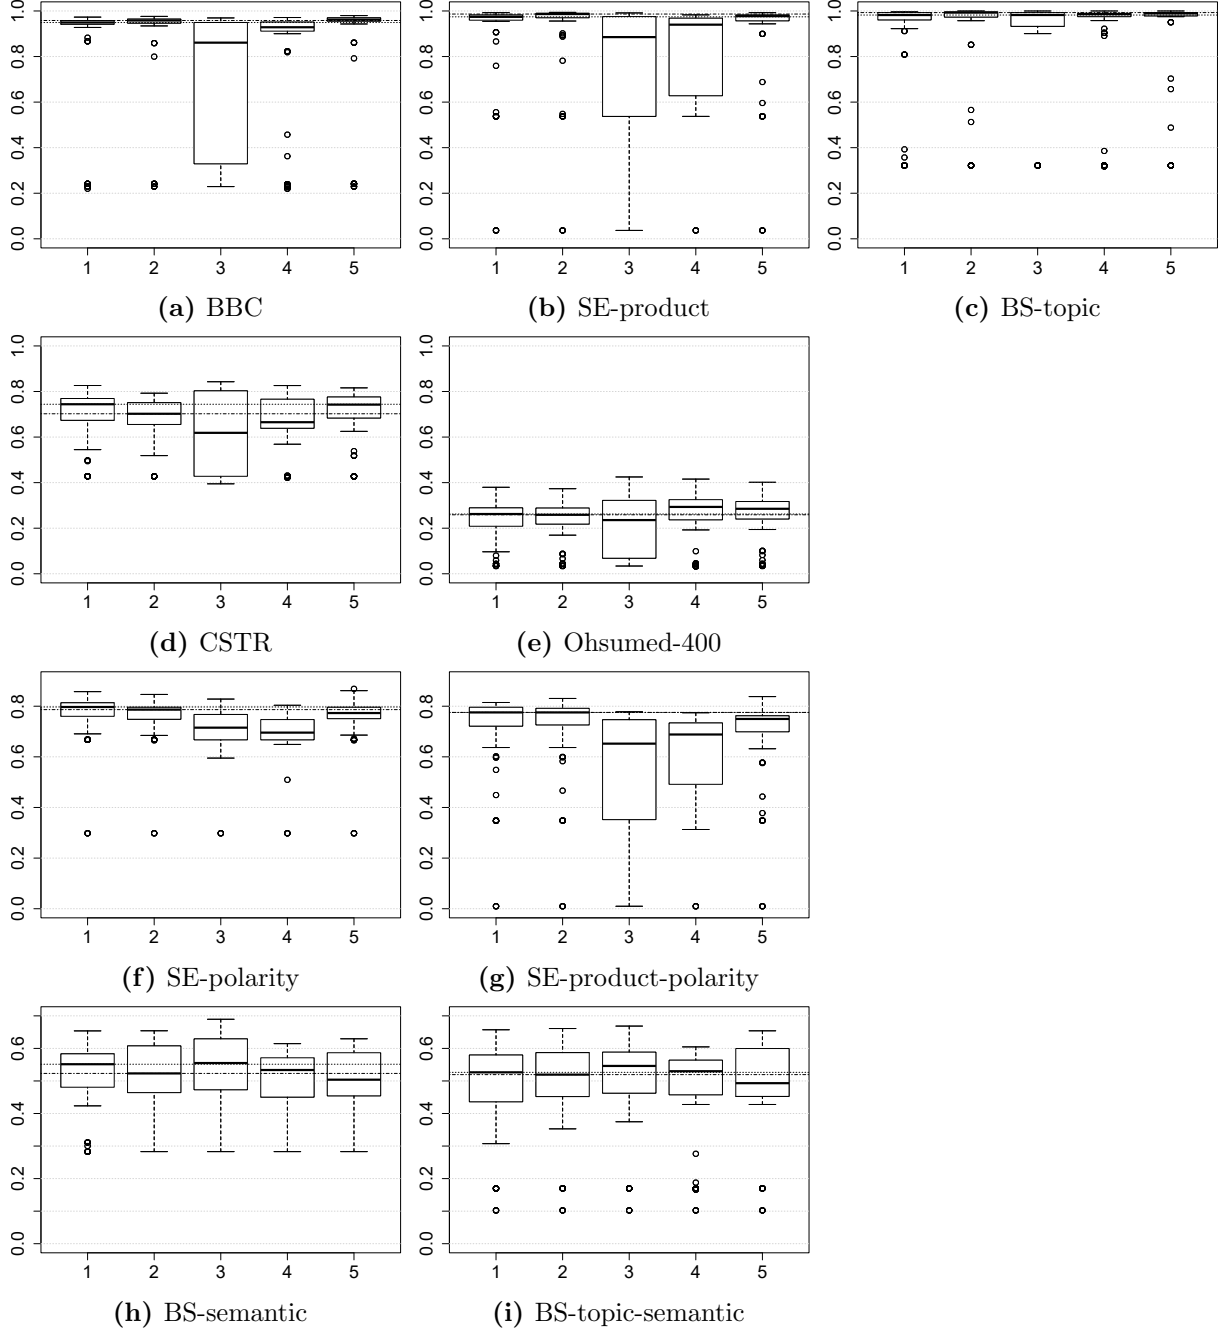 0.0 0.2 0.4 0.6 0.8 1.0
1 2 3 4 5
(a) BBC
0.0 0.2 0.4 0.6 0.8 1.0
1 2 3 4 5
(b) SE-product
0.0 0.2 0.4 0.6 0.8 1.0
1 2 3 4 5
(c) BS-topic
0.0 0.2 0.4 0.6 0.8 1.0
1 2 3 4 5
(d) CSTR
0.0 0.2 0.4 0.6 0.8 1.0
1 2 3 4 5
(e) Ohsumed-400
0.0 0.2 0.4 0.6 0.8
1 2 3 4 5
(f) SE-polarity
0.0 0.2 0.4 0.6 0.8
1 2 3 4 5
(g) SE-product-polarity
0.0 0.2 0.4 0.6
1 2 3 4 5
(h) BS-semantic
0.0 0.2 0.4 0.6
1 2 3 4 5
(i) BS-topic-semantic